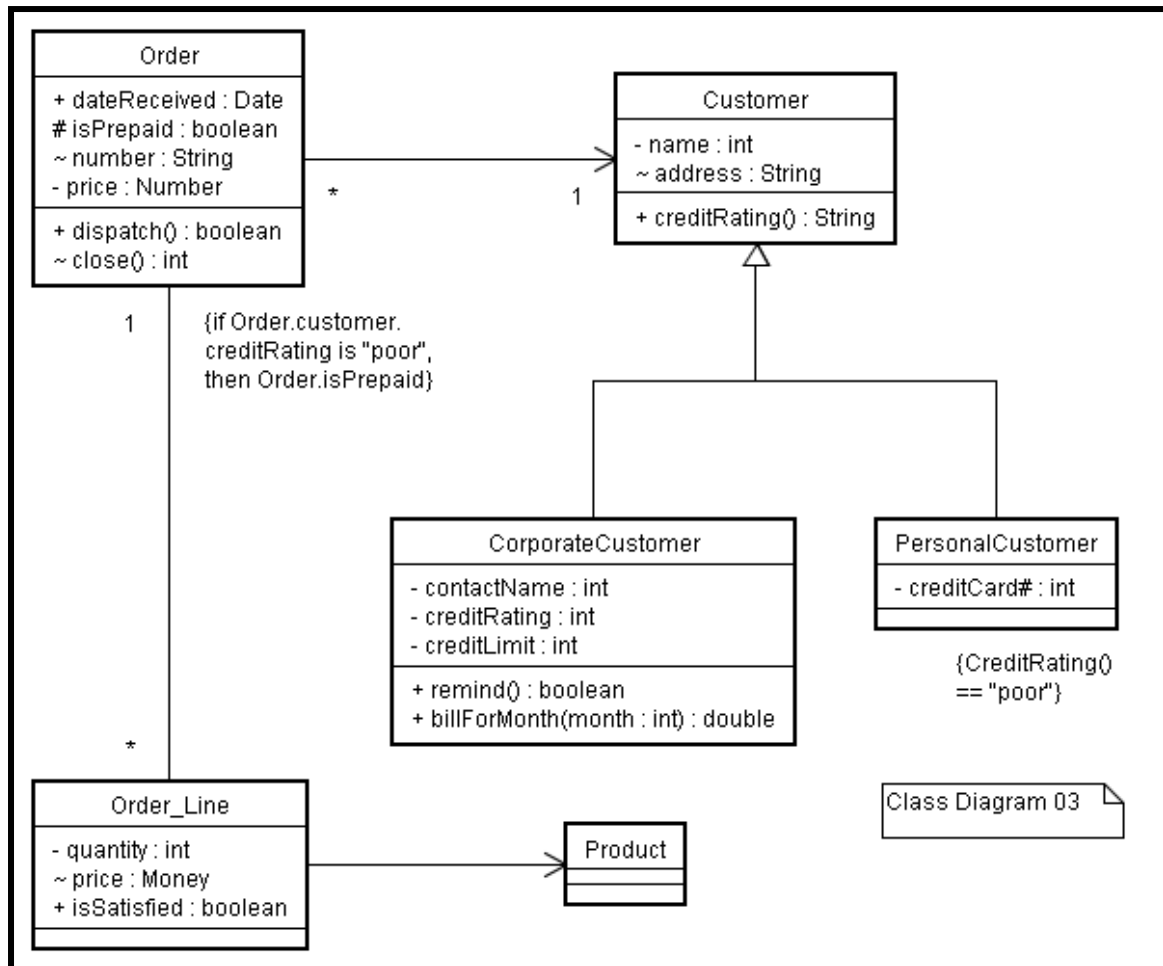 Order
+ dateReceived : Date
# isPrepaid : boolean
~ number : String
- price : Number
+ dispatch() : boolean
~ close() : int
*
1
Customer
- name : int
~ address : String
+ creditRating() : String
1
{if Order.customer.
creditRating is "poor",
then Order.isPrepaid}
*
CorporateCustomer
- contactName : int
- creditRating : int
- creditLimit : int
+ remind() : boolean
+ billForMonth(month : int) : double
PersonalCustomer
- creditCard# : int
{CreditRating()
== "poor"}
Order_Line
- quantity : int
~ price : Money
+ isSatisfied : boolean
Product
Class Diagram 03